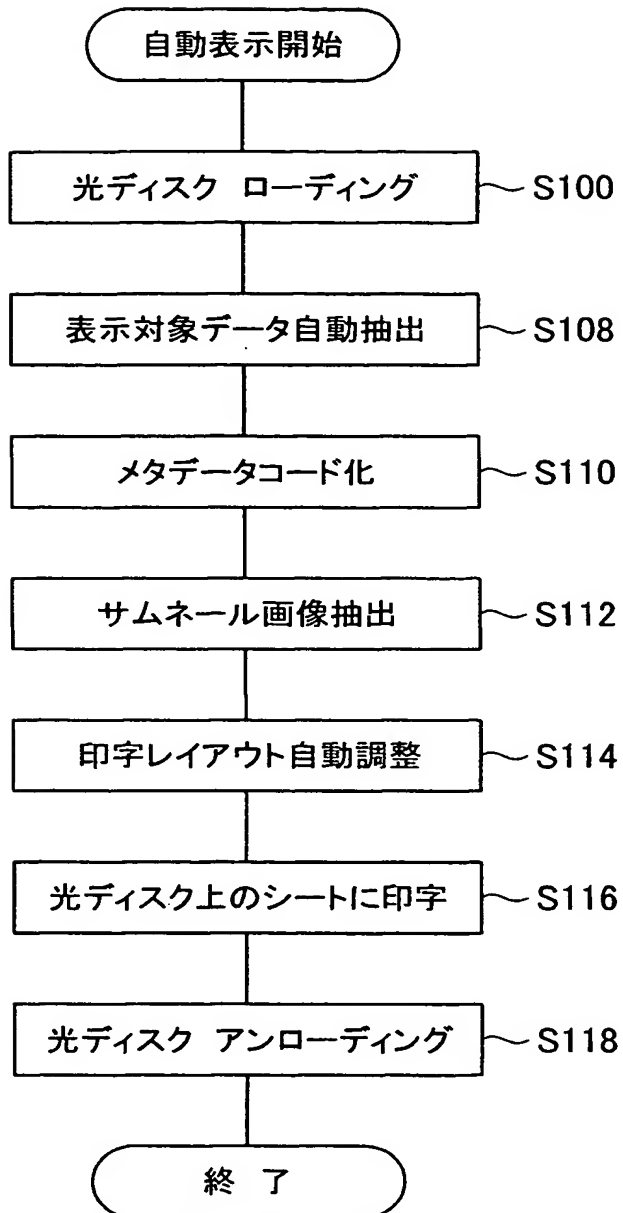 自動表示開始
光ディスク ローディング ～ S100
表示対象データ自動抽出 ～ S108
メタデータコード化 ～ S110
サムネール画像抽出 ～ S112
印字レイアウト自動調整 ～ S114
光ディスク上のシートに印字 ～ S116
光ディスク アンローディング ～ S118
終 了